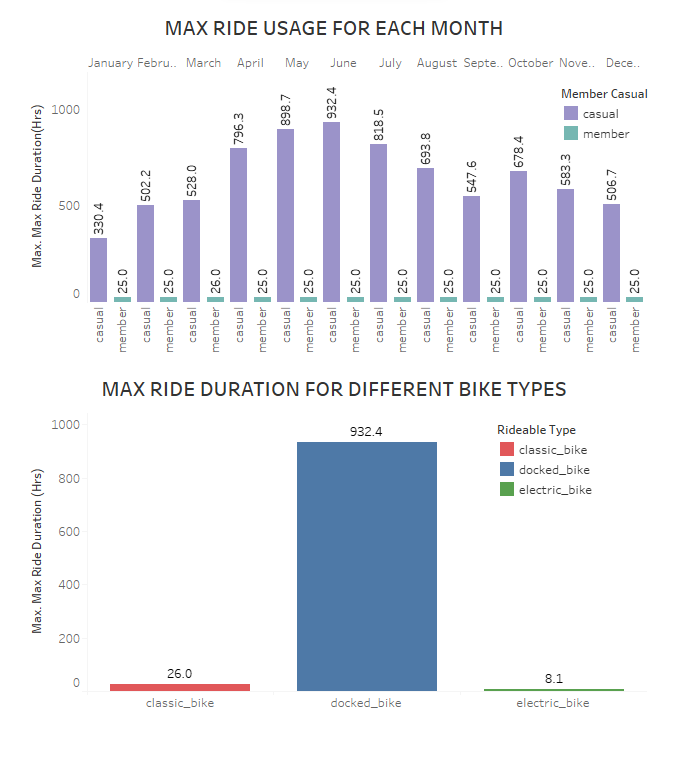 MAX RIDE USAGE FOR EACH MONTH
January Febru.. March April May June July August Septe.. October Nove.. Dece..
Max. Max Ride Duration(Hrs)
1000
500
0
Member Casual
casual
member
330.4 25.0 502.2 25.0 528.0 26.0 796.3 25.0 898.7 25.0 932.4 25.0 818.5 25.0 693.8 25.0 547.6 25.0 678.4 25.0 583.3 25.0 506.7 25.0
casual member casual member casual member casual member casual member casual member casual member casual member casual member casual member casual member casual member
MAX RIDE DURATION FOR DIFFERENT BIKE TYPES
Max. Max Ride Duration (Hrs)
1000
800
600
400
200
0
Rideable Type
classic_bike
docked_bike
electric_bike
26.0 932.4 8.1
classic_bike docked_bike electric_bike